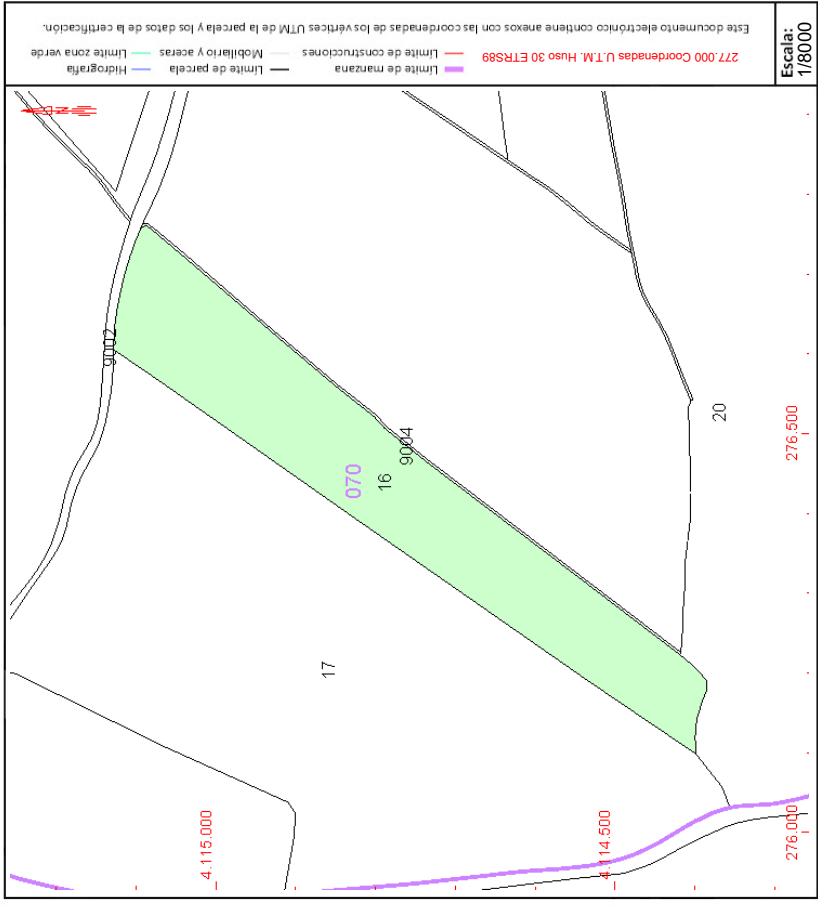 Este documento electrónico contiene anexos con las coordenadas de los vértices UTM de la parcela y los datos de la certificación.
277.000 Coordenadas U.T.M. Huso 30 ETRS89
Límite de manzana
Límite de construcciones
Límite de parcela
Mobiliario y aceras
Hidrografía
Límite zona verde
Escala:
1/8000
9002
9004
070
16
20
17
276.500
4.115.000
4.114.500
276.000